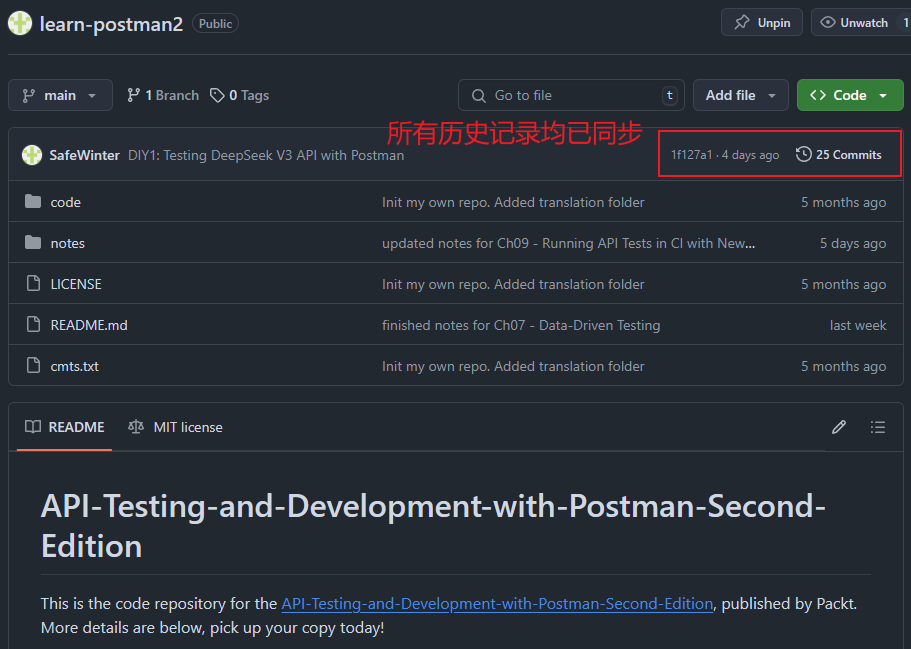 learn-postman2 Public Unpin Unwatch 1
main 1 Branch 0 Tags Go to file t Add file Code
所有历史记录均已同步
SafeWinter DIY1: Testing DeepSeek V3 API with Postman 1f127a1 · 4 days ago 25 Commits
code Init my own repo. Added translation folder 5 months ago
notes updated notes for Ch09 - Running API Tests in CI with New... 5 days ago
LICENSE Init my own repo. Added translation folder 5 months ago
README.md finished notes for Ch07 - Data-Driven Testing last week
cmts.txt Init my own repo. Added translation folder 5 months ago
README MIT license
API-Testing-and-Development-with-Postman-Second-
Edition
This is the code repository for the API-Testing-and-Development-with-Postman-Second-Edition, published by Packt.
More details are below, pick up your copy today!